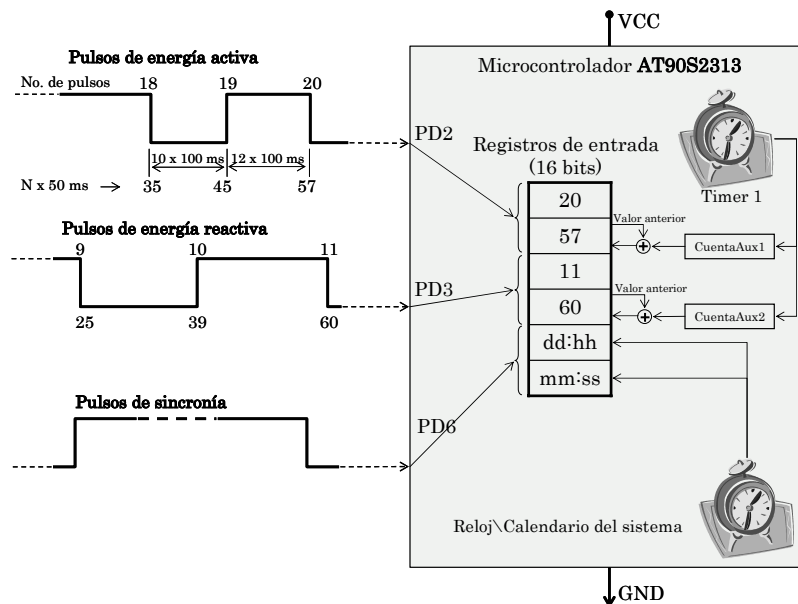 VCC
Microcontrolador AT90S2313
Pulsos de energía activa
No. de pulsos
18
19
20
10 x 100 ms
12 x 100 ms
N x 50 ms
35
45
57
PD2
Registros de entrada
(16 bits)
20
57
11
60
dd:hh
mm:ss
Timer 1
Valor anterior
CuentaAux1
Valor anterior
CuentaAux2
Pulsos de energía reactiva
9
10
11
25
39
60
PD3
Pulsos de sincronía
PD6
Reloj\Calendario del sistema
GND